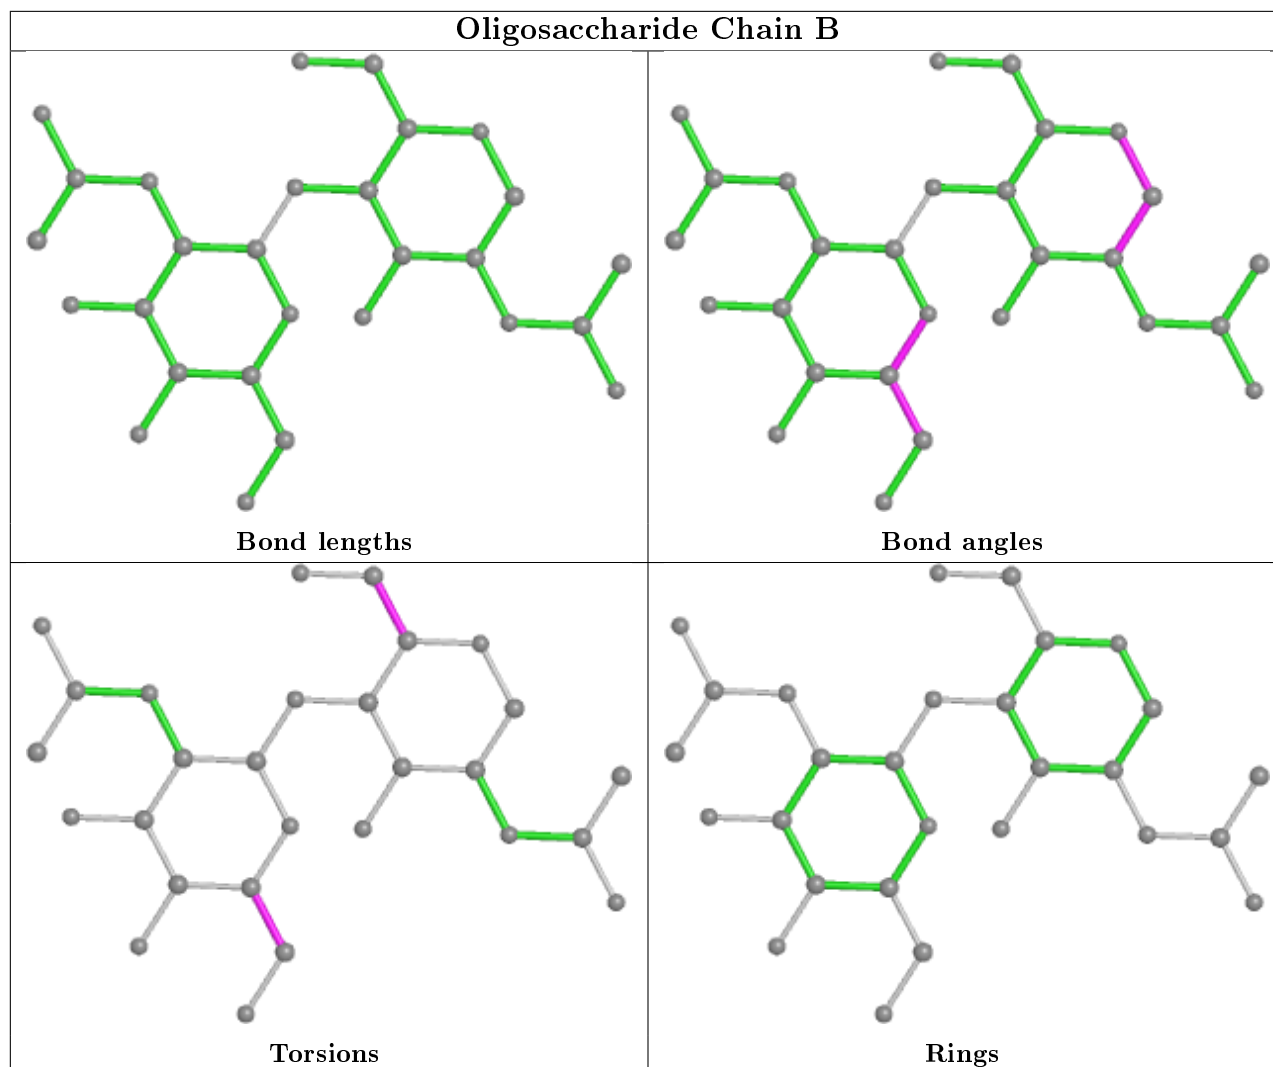 Oligosaccharide Chain B
Bond lengths
Bond angles
Torsions
Rings